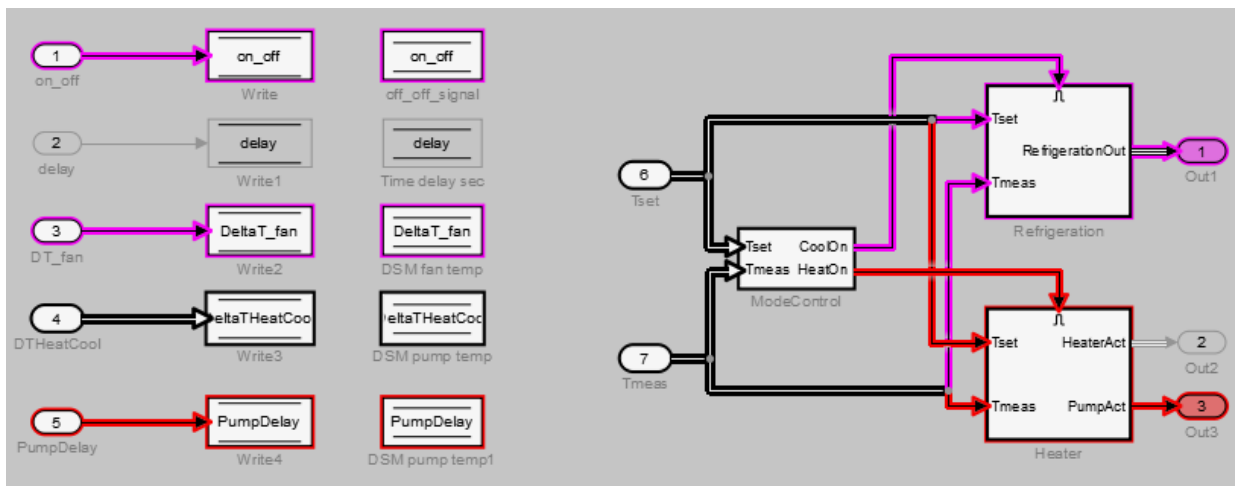 1
on_off
on_off
Write
on_off
off_off_signal
2
delay
delay
Write1
delay
Time delay sec
3
DT_fan
DeltaT_fan
Write2
DeltaT_fan
DSM fan temp
4
DTHeatCool
eltaTHeatCoo
Write3
eltaTHeatCoo
DSM pump temp
5
PumpDelay
PumpDelay
Write4
PumpDelay
DSM pump temp1
6
Tset
7
Tmeas
Tset CoolOn
Tmeas HeatOn
ModeControl
Tset
RefrigerationOut
Tmeas
Refrigeration
1
Out1
Tset HeaterAct
Tmeas PumpAct
Heater
2
Out2
3
Out3